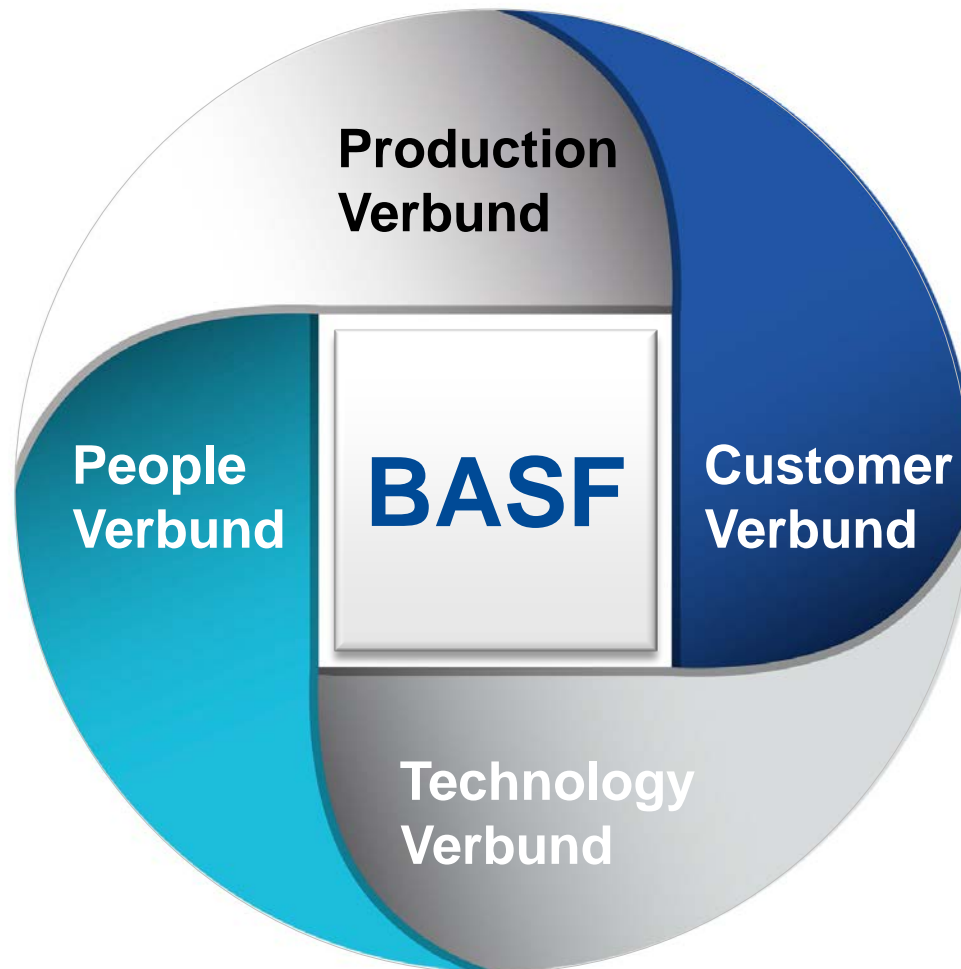 Production
Verbund
People
Verbund
BASF
Customer
Verbund
Technology
Verbund